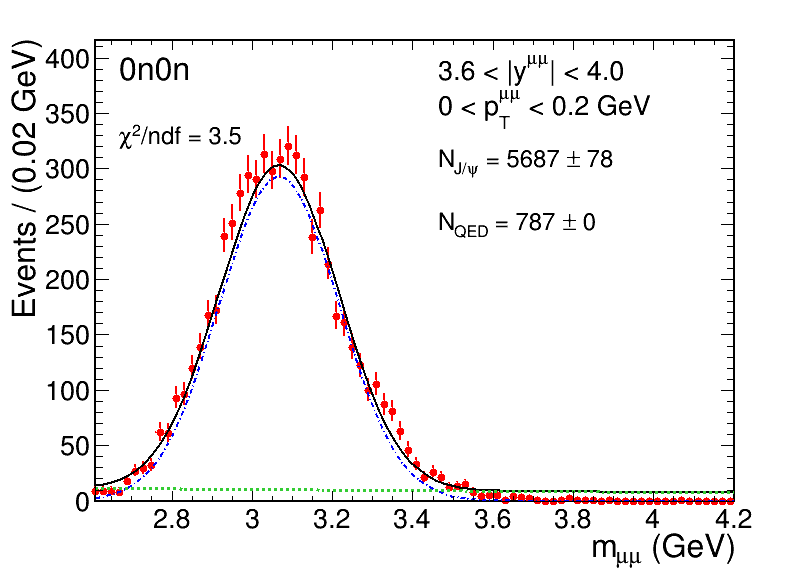 0n0n
3.6 < |y^μμ| < 4.0
0 < p_T^μμ < 0.2 GeV
χ²/ndf = 3.5
N_J/ψ = 5687 ± 78
N_QED = 787 ± 0
Events / (0.02 GeV)
400
350
300
250
200
150
100
50
0
2.8 3 3.2 3.4 3.6 3.8 4 4.2
m_μμ (GeV)